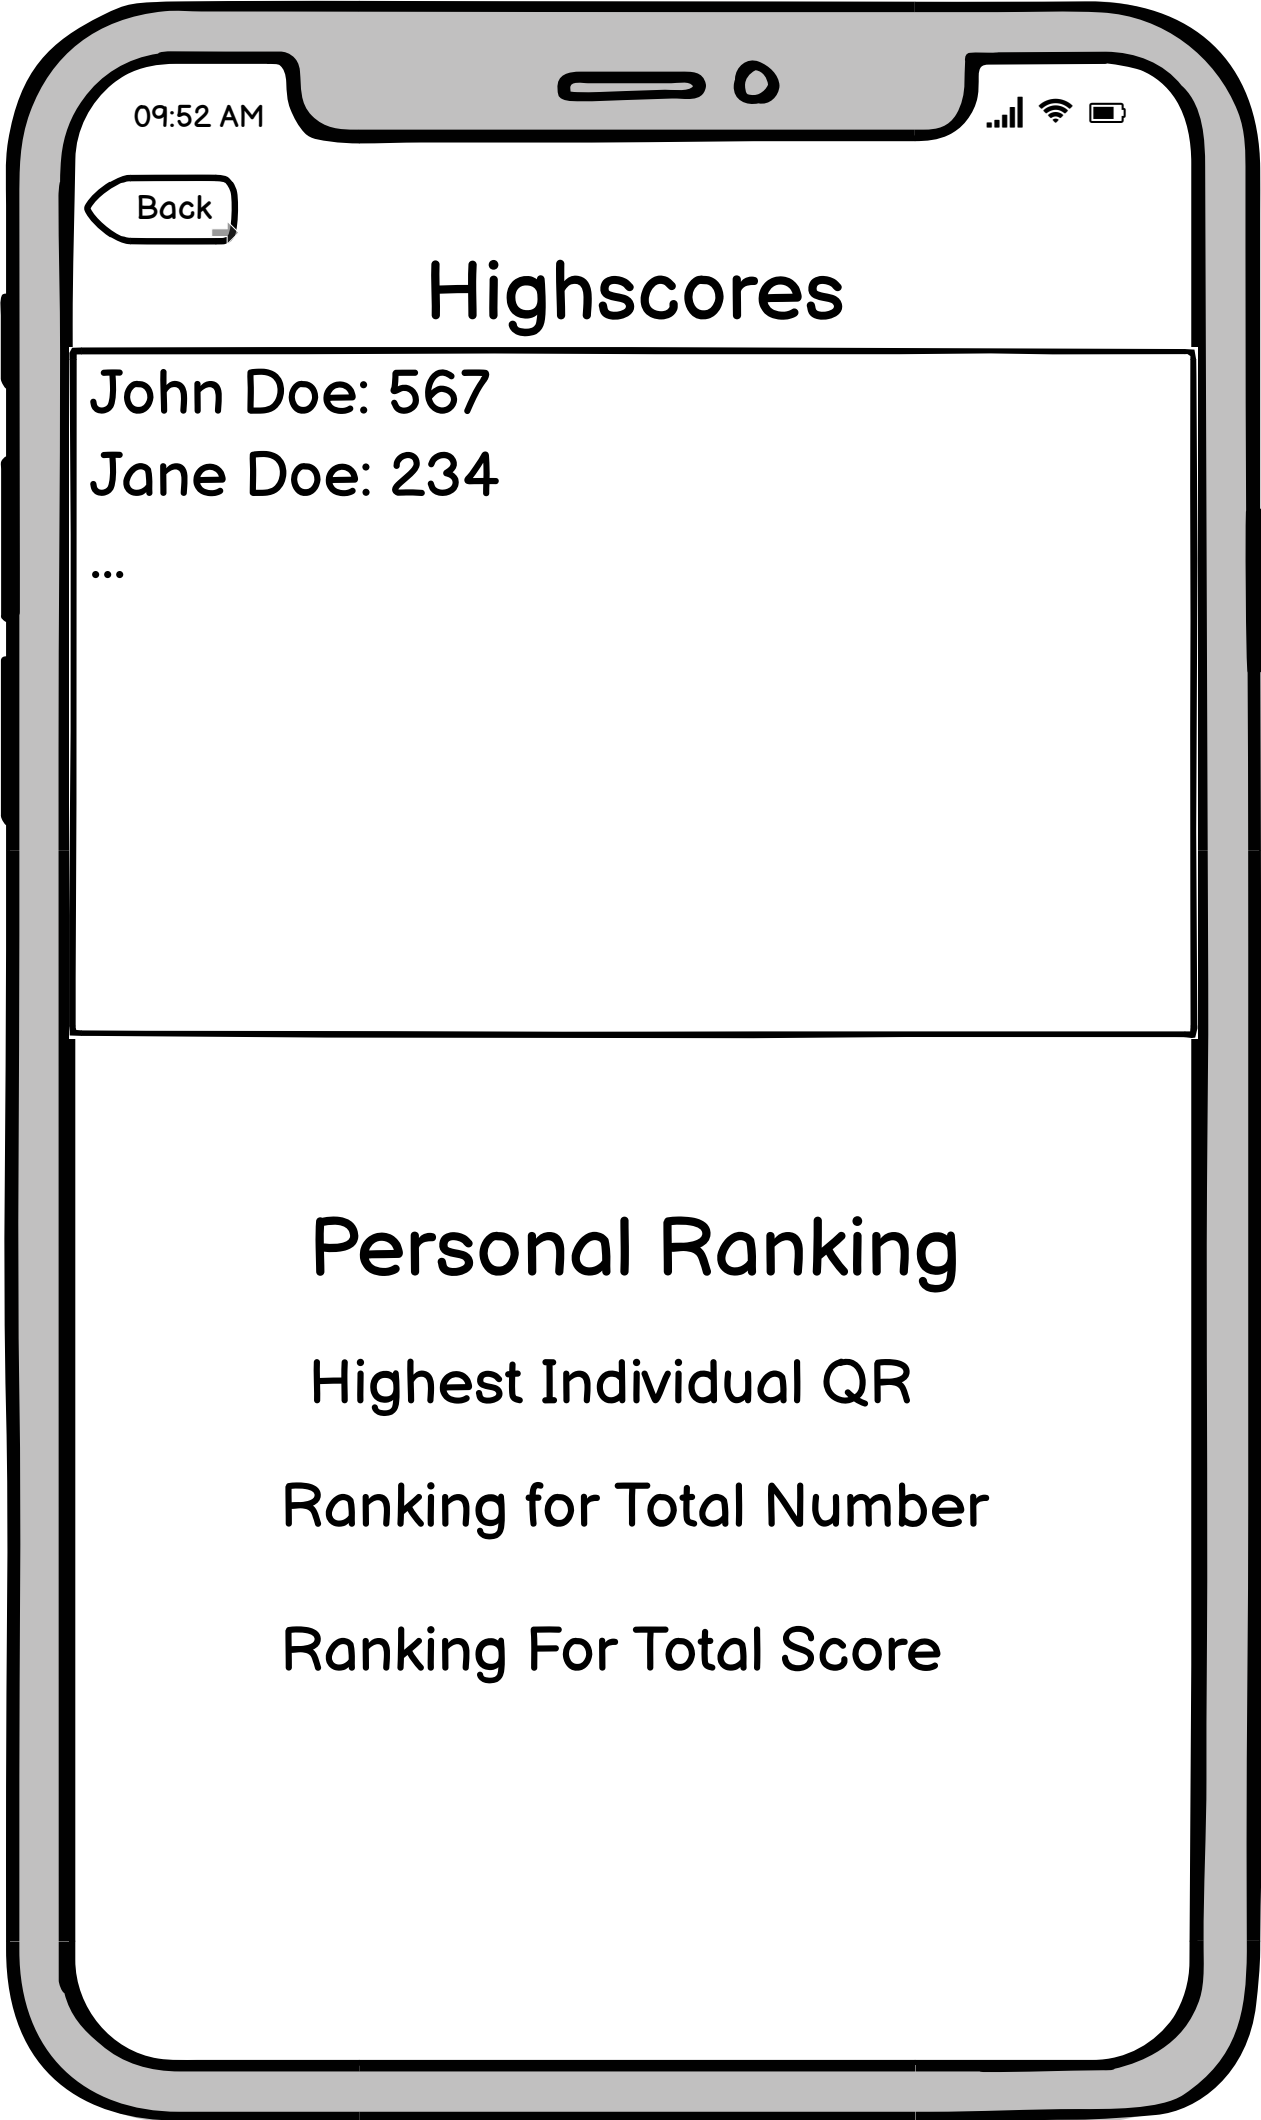 09:52 AM
Back
Highscores
John Doe: 567
Jane Doe: 234
...
Personal Ranking
Highest Individual QR
Ranking for Total Number
Ranking For Total Score